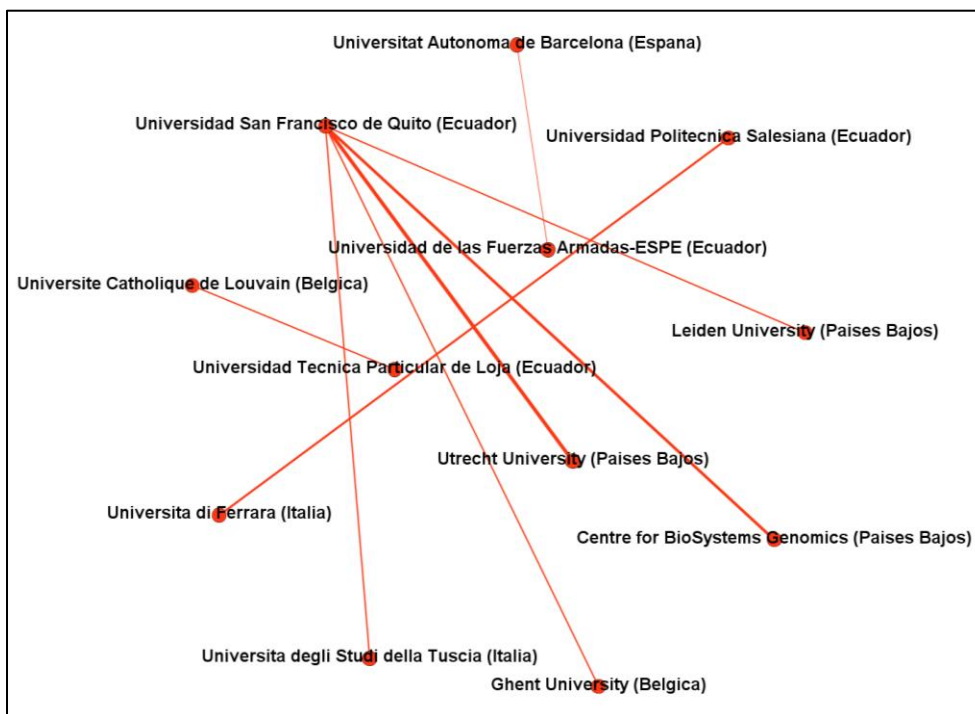 Universitat Autonoma de Barcelona (Espana)
Universidad San Francisco de Quito (Ecuador)
Universidad Politecnica Salesiana (Ecuador)
Universidad de las Fuerzas Armadas-ESPE (Ecuador)
Universite Catholique de Louvain (Belgica)
Leiden University (Paises Bajos)
Universidad Tecnica Particular de Loja (Ecuador)
Utrecht University (Paises Bajos)
Universita di Ferrara (Italia)
Centre for BioSystems Genomics (Paises Bajos)
Universita degli Studi della Tuscia (Italia)
Ghent University (Belgica)